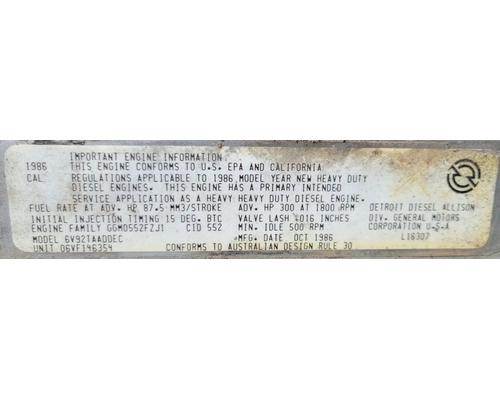 IMPORTANT ENGINE INFORMATION
1986 THIS ENGINE CONFORMS TO U.S. EPA AND CALIFORNIA
CAL. REGULATIONS APPLICABLE TO 1986 MODEL YEAR NEW HEAVY DUTY
DIESEL ENGINES. THIS ENGINE HAS A PRIMARY INTENDED
SERVICE APPLICATION AS A HEAVY HEAVY DUTY DIESEL ENGINE.
FUEL RATE AT ADV. HP 87.5 MM3/STROKE ADV. HP 300 AT 1800 RPM DETROIT DIESEL ALLISON
INITIAL INJECTION TIMING 15 DEG. BTC VALVE LASH .016 INCHES DIV. GENERAL MOTORS
ENGINE FAMILY GGM0552FZJ1 CID 552 MIN. IDLE 500 RPM CORPORATION U.S.A
MODEL 6V92TAADDEC MFG. DATE OCT 1986 L16307
UNIT 06VF146354 CONFORMS TO AUSTRALIAN DESIGN RULE 30